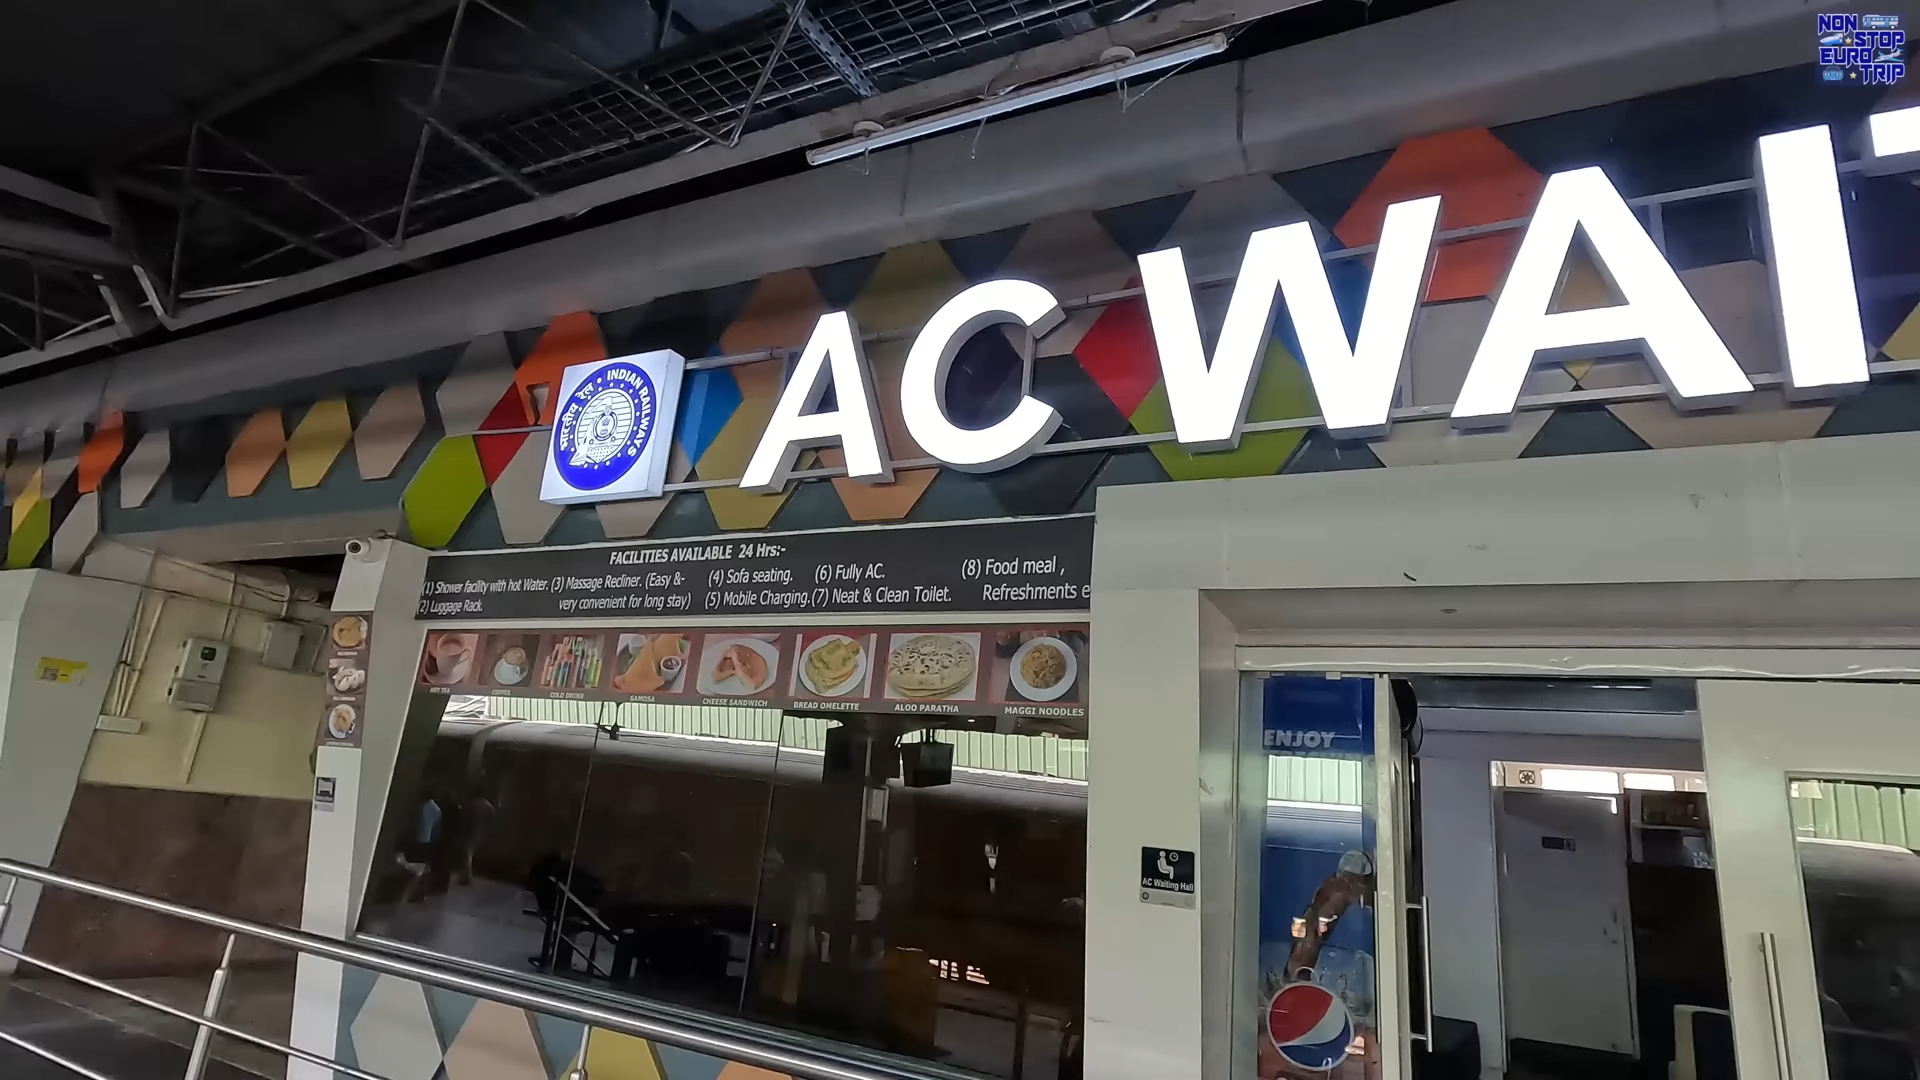 NON
STOP
EURO
TRIP
AC WAI
भारतीय रेल • INDIAN RAILWAYS
FACILITIES AVAILABLE 24 Hrs:-
(1) Shower facility with hot Water. (3) Massage Recliner. (Easy &- (4) Sofa seating. (6) Fully AC. (8) Food meal ,
(2) Luggage Rack. very convenient for long stay) (5) Mobile Charging. (7) Neat & Clean Toilet. Refreshments e
HOT TEA COFFEE COLD DRINK SAMOSA CHEESE SANDWICH BREAD OMELETTE ALOO PARATHA MAGGI NOODLES
ENJOY
AC Waiting Hall